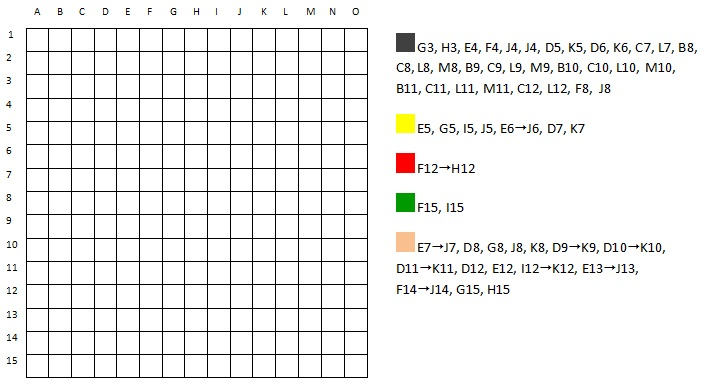 A B C D E F G H I J K L M N O
1
2
3
4
5
6
7
8
9
10
11
12
13
14
15
G3, H3, E4, F4, J4, J4, D5, K5, D6, K6, C7, L7, B8,
C8, L8, M8, B9, C9, L9, M9, B10, C10, L10, M10,
B11, C11, L11, M11, C12, L12, F8, J8
E5, G5, I5, J5, E6→J6, D7, K7
F12→H12
F15, I15
E7→J7, D8, G8, J8, K8, D9→K9, D10→K10,
D11→K11, D12, E12, I12→K12, E13→J13,
F14→J14, G15, H15